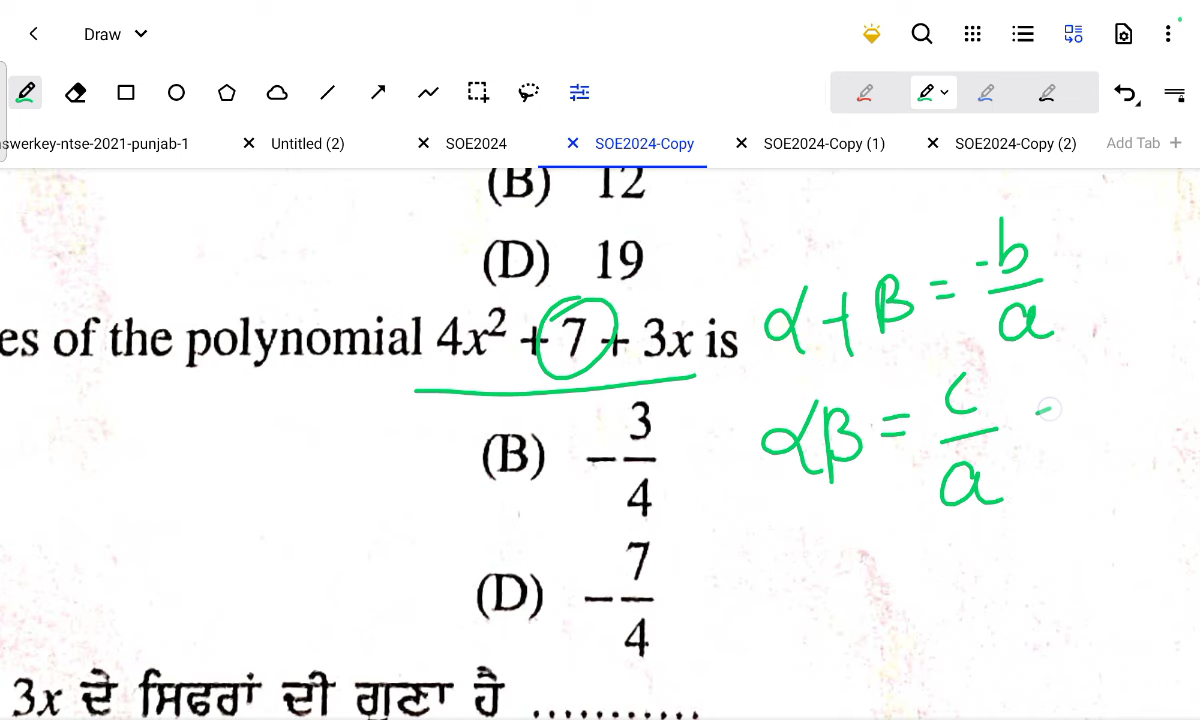 Draw
swerkey-ntse-2021-punjab-1
Untitled (2)
SOE2024
SOE2024-Copy
SOE2024-Copy (1)
SOE2024-Copy (2)
Add Tab +
(B) 12
(D) 19
es of the polynomial 4x² + 7 + 3x is
α + β = -b/a
αβ = c/a
(B) -3/4
(D) -7/4
3x ਦੇ ਸਿਫਰਾਂ ਦੀ ਗੁਣਾ ਹੈ ...........